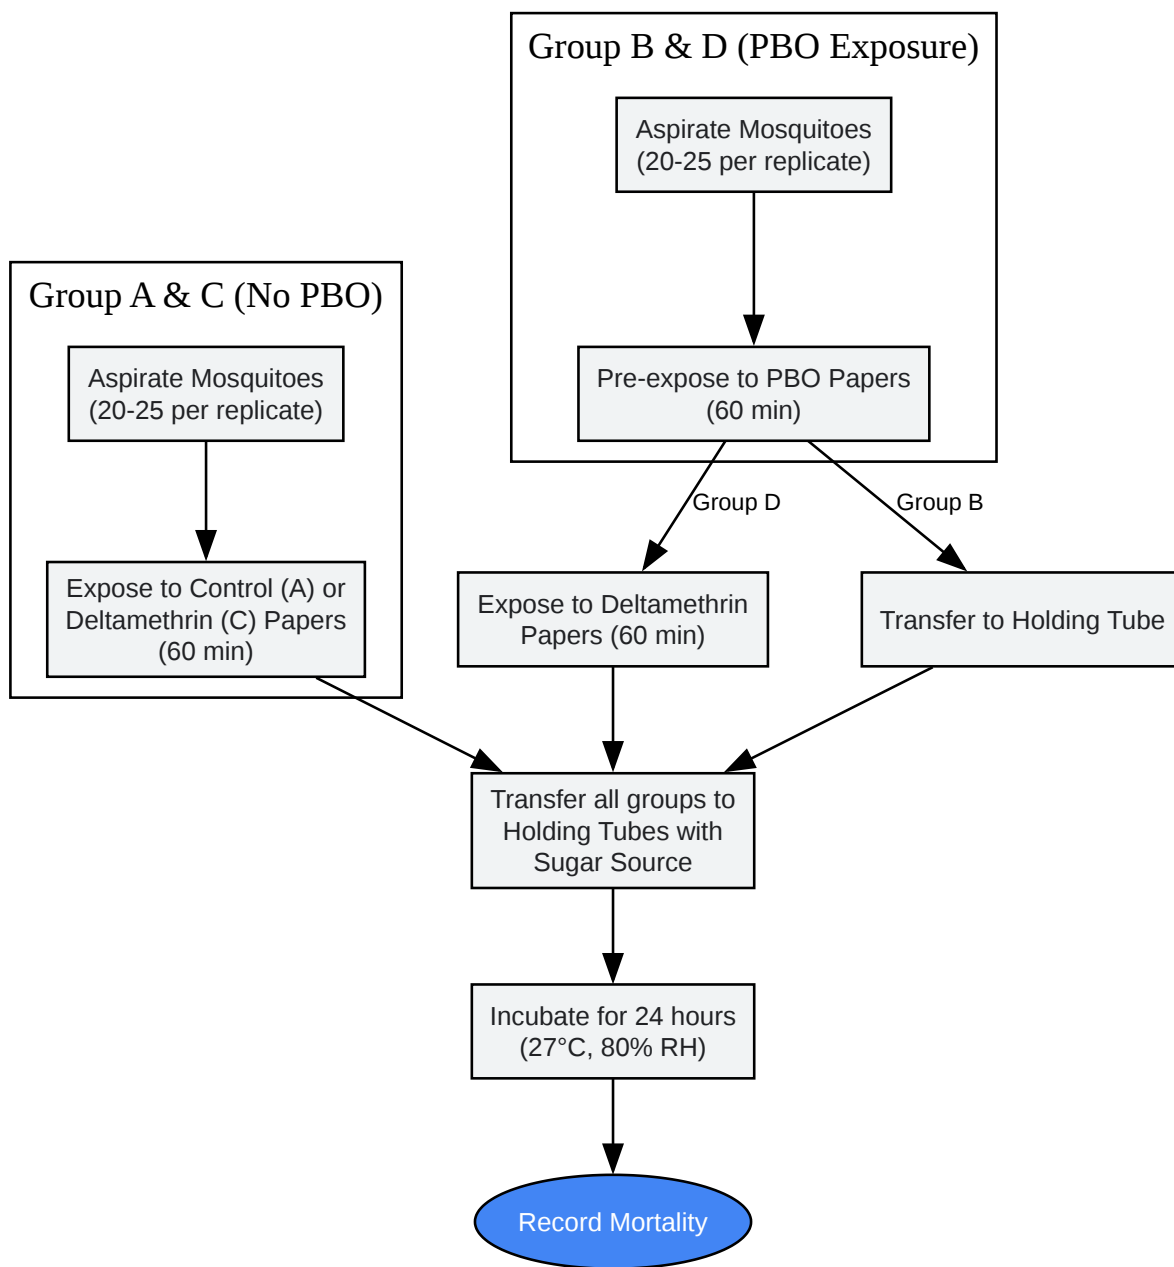 Group B & D (PBO Exposure)
Aspirate Mosquitoes
(20-25 per replicate)
Pre-expose to PBO Papers
(60 min)
Group A & C (No PBO)
Aspirate Mosquitoes
(20-25 per replicate)
Expose to Control (A) or
Deltamethrin (C) Papers
(60 min)
Group D
Group B
Expose to Deltamethrin
Papers (60 min)
Transfer to Holding Tube
Transfer all groups to
Holding Tubes with
Sugar Source
Incubate for 24 hours
(27°C, 80% RH)
Record Mortality